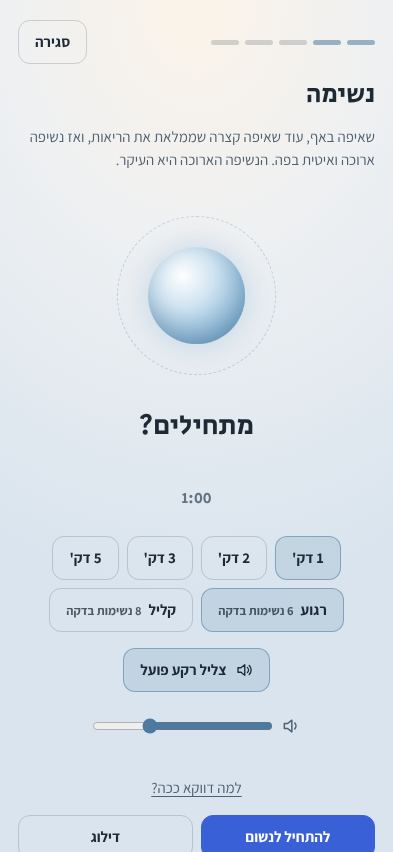 סגירה
נשימה
שאיפה באף, עוד שאיפה קצרה שממלאת את הריאות, ואז נשיפה
ארוכה ואיטית בפה. הנשיפה הארוכה היא העיקר.
מתחילים?
1:00
1 דק'
2 דק'
3 דק'
5 דק'
רגוע 6 נשימות בדקה
קליל 8 נשימות בדקה
צליל רקע פועל
למה דווקא ככה?
להתחיל לנשום
דילוג